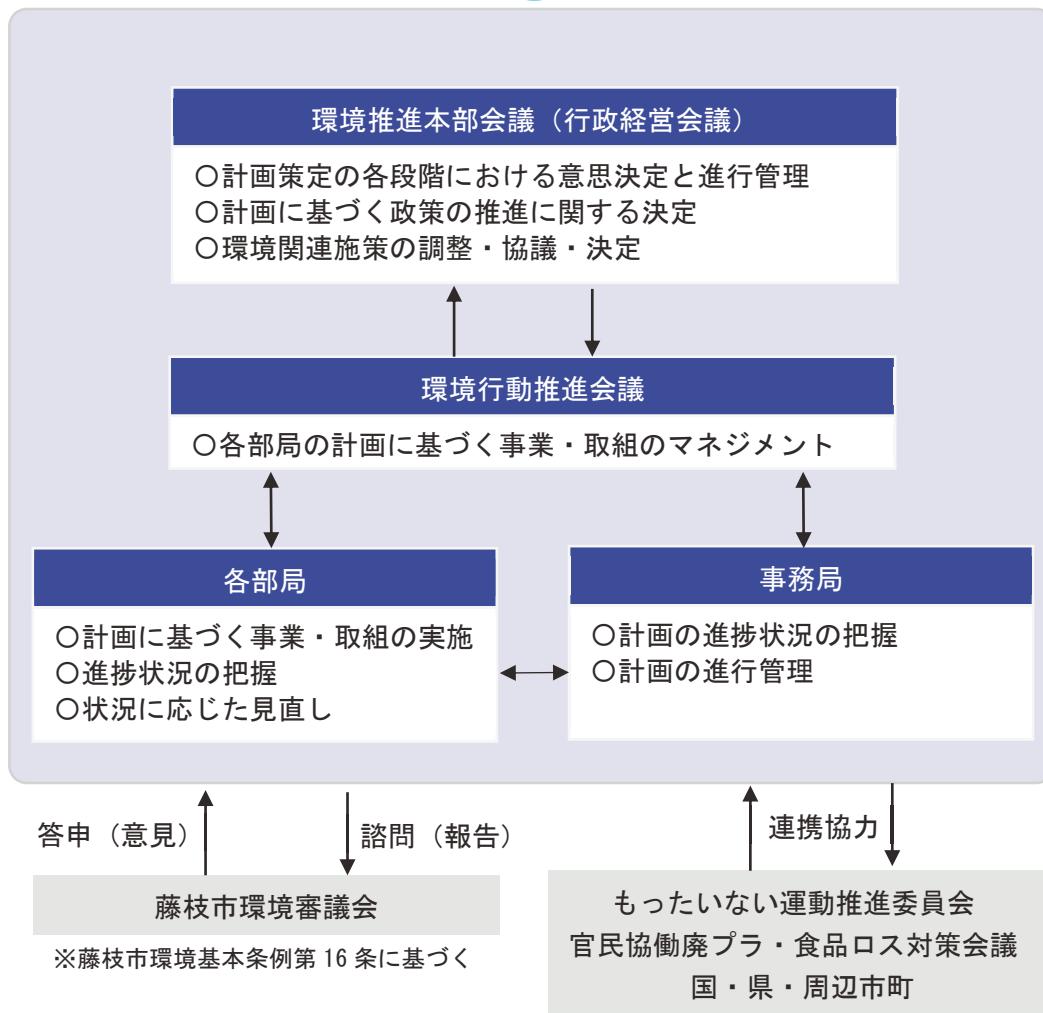 環境推進本部会議（行政経営会議）
〇計画策定の各段階における意思決定と進行管理
〇計画に基づく政策の推進に関する決定
〇環境関連施策の調整・協議・決定
環境行動推進会議
〇各部局の計画に基づく事業・取組のマネジメント
各部局
〇計画に基づく事業・取組の実施
〇進捗状況の把握
〇状況に応じた見直し
事務局
〇計画の進捗状況の把握
〇計画の進行管理
答申（意見）
諮問（報告）
連携協力
藤枝市環境審議会
※藤枝市環境基本条例第 16 条に基づく
もったいない運動推進委員会
官民協働廃プラ・食品ロス対策会議
国・県・周辺市町